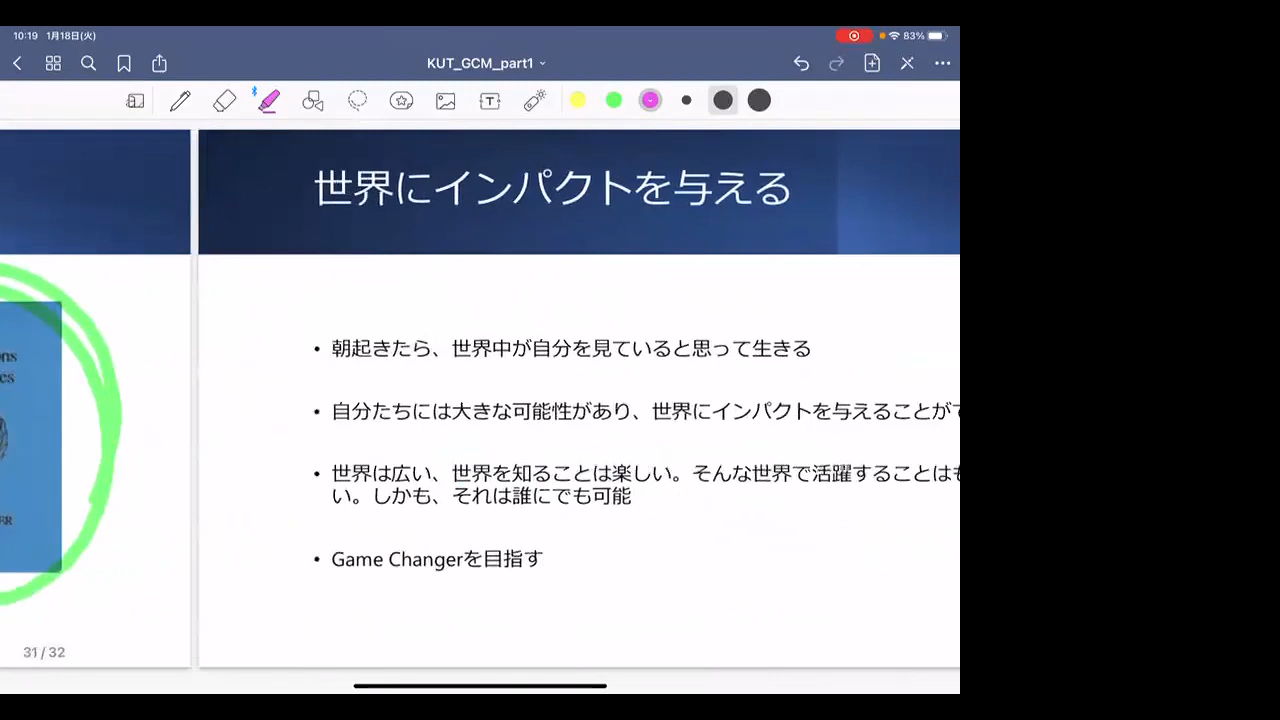 10:19 1月18日(火)
83%
KUT_GCM_part1
T
世界にインパクトを与える
ons
es
ER
• 朝起きたら、世界中が自分を見ていると思って生きる
• 自分たちには大きな可能性があり、世界にインパクトを与えることが
• 世界は広い、世界を知ることは楽しい。そんな世界で活躍することは
い。しかも、それは誰にでも可能
• Game Changerを目指す
31 / 32